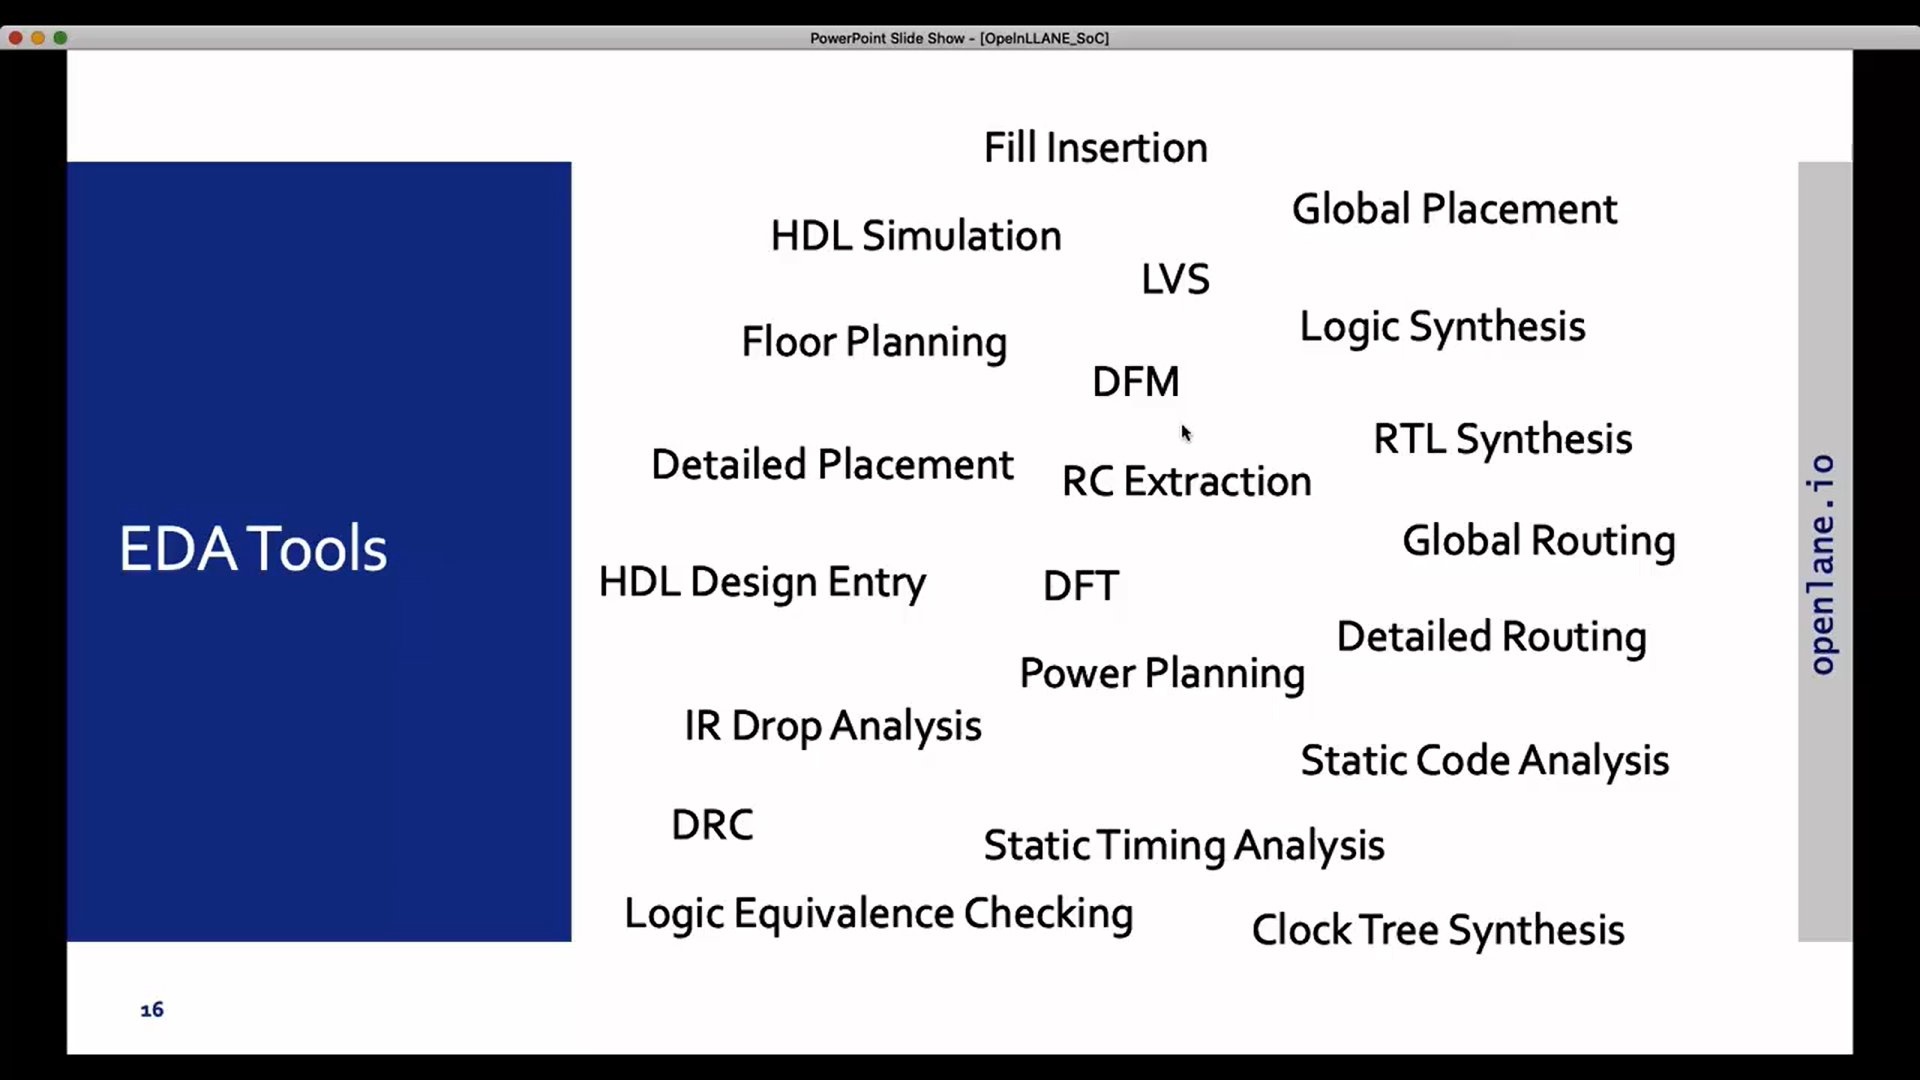 PowerPoint Slide Show - [OpeInLLANE_SoC]
Fill Insertion
Global Placement
HDL Simulation
LVS
Logic Synthesis
Floor Planning
DFM
RTL Synthesis
Detailed Placement
RC Extraction
Global Routing
EDA Tools
HDL Design Entry
DFT
Detailed Routing
Power Planning
IR Drop Analysis
Static Code Analysis
DRC
Static Timing Analysis
Logic Equivalence Checking
Clock Tree Synthesis
openlane.io
16